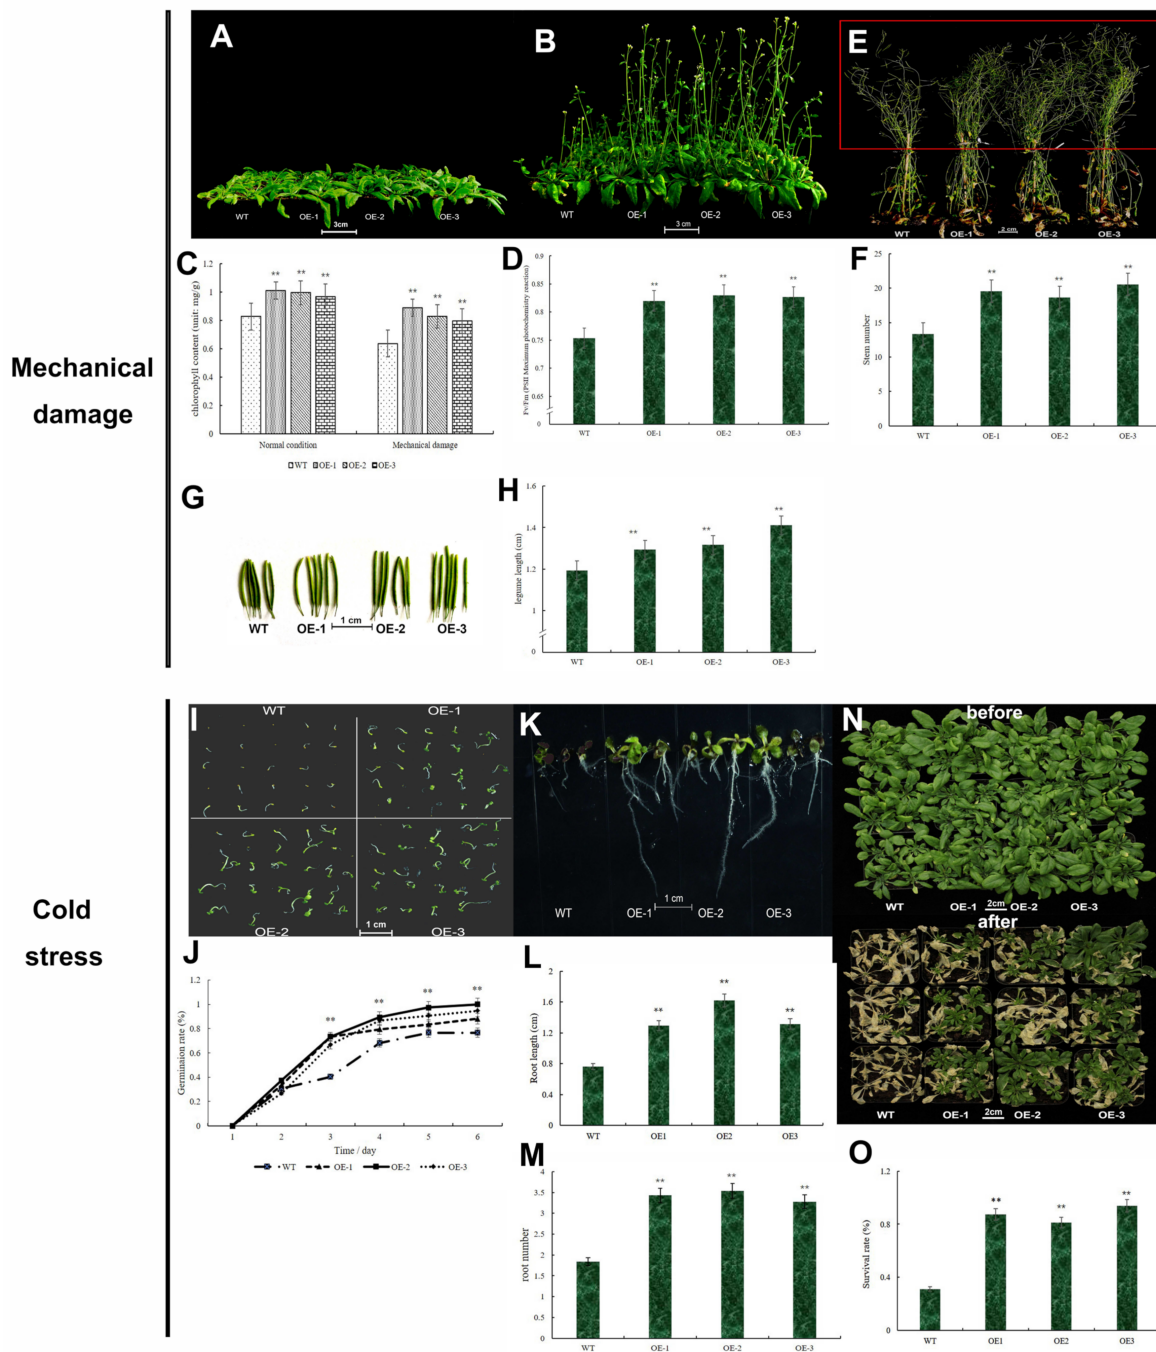 Mechanical
damage
A
WT
OE-1
OE-2
OE-3
3cm
B
WT
OE-1
OE-2
OE-3
3 cm
E
WT
OE-1
2 cm
OE-2
OE-3
C
chlorophyll content (unit: mg/g)
1.2
1
0.8
0.6
0.4
0.2
0
**
**
**
**
**
**
Normal condition
Mechanical damage
WT OE-1 OE-2 OE-3
D
Fv/Fm (PSII Maximum photochemistry reaction)
0.9
0.85
0.8
0.75
0.7
0.65
0
**
**
**
WT
OE-1
OE-2
OE-3
F
Stem number
25
20
15
10
5
0
**
**
**
WT
OE-1
OE-2
OE-3
G
WT
OE-1
1 cm
OE-2
OE-3
H
legume length (cm)
1.6
1.4
1.2
1
0
**
**
**
WT
OE-1
OE-2
OE-3
Cold
stress
I
WT
OE-1
OE-2
1 cm
OE-3
K
WT
OE-1
1 cm
OE-2
OE-3
N
before
WT
OE-1
2cm
OE-2
OE-3
after
WT
OE-1
2cm
OE-2
OE-3
J
Germinaion rate (%)
1.2
1
0.8
0.6
0.4
0.2
0
**
**
**
**
1 2 3 4 5 6
Time / day
WT OE-1 OE-2 OE-3
L
Root length (cm)
2
1.6
1.2
0.8
0.4
0
**
**
**
WT
OE1
OE2
OE3
M
root number
4
3.5
3
2.5
2
1.5
1
0.5
0
**
**
**
WT
OE-1
OE-2
OE-3
O
Survival rate (%)
1.2
0.8
0.4
0
**
**
**
WT
OE1
OE2
OE3